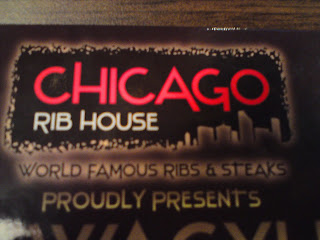 CHICAGO
RIB HOUSE
WORLD FAMOUS RIBS & STEAKS
PROUDLY PRESENTS